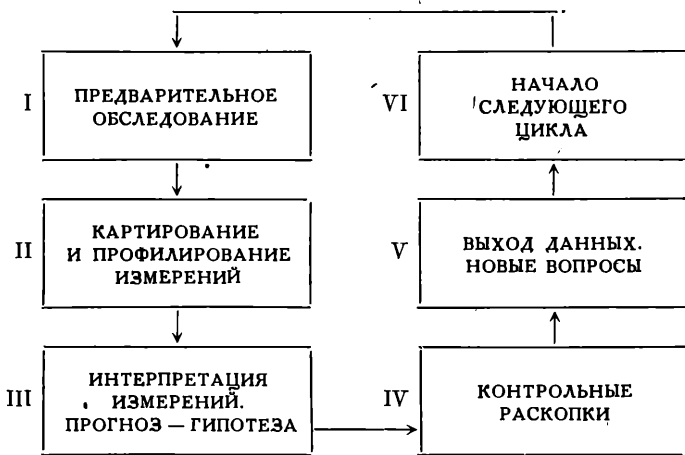 I
ПРЕДВАРИТЕЛЬНОЕ
ОБСЛЕДОВАНИЕ
II
КАРТИРОВАНИЕ
И ПРОФИЛИРОВАНИЕ
ИЗМЕРЕНИЙ
III
ИНТЕРПРЕТАЦИЯ
ИЗМЕРЕНИЙ.
ПРОГНОЗ — ГИПОТЕЗА
IV
КОНТРОЛЬНЫЕ
РАСКОПКИ
V
ВЫХОД ДАННЫХ.
НОВЫЕ ВОПРОСЫ
VI
НАЧАЛО
СЛЕДУЮЩЕГО
ЦИКЛА